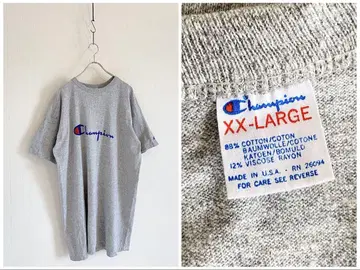 Champion
Champion
XX-LARGE
88% COTTON/COTON
BAUMWOLLE/COTONE
KATOEN/BOMULD
12% VISCOSE RAYON
MADE IN U.S.A. - RN 26094
FOR CARE SEE REVERSE